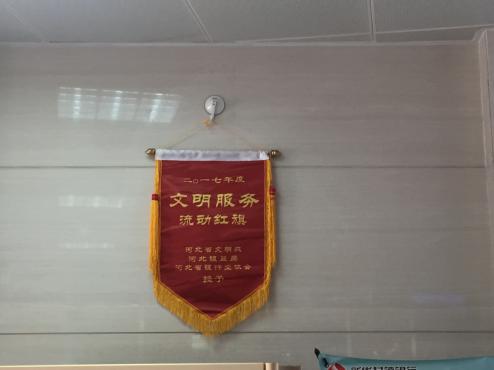 二〇一七年度
文明服务
流动红旗
河北省文明办
河北银监局
河北省银行业协会
授予